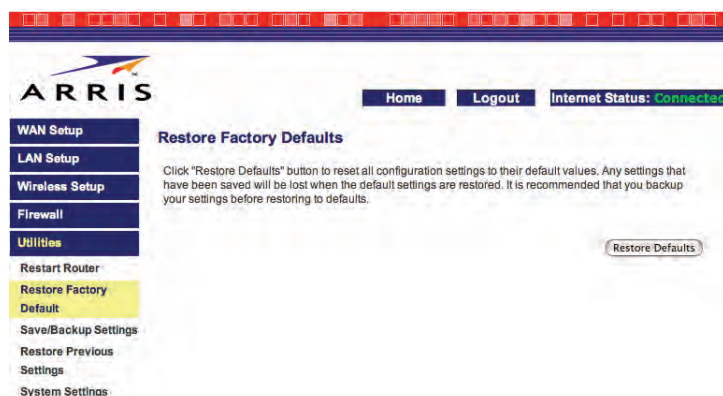 ARRIS
Home
Logout
Internet Status: Connected
WAN Setup
LAN Setup
Wireless Setup
Firewall
Utilities
Restart Router
Restore Factory
Default
Save/Backup Settings
Restore Previous
Settings
System Settings
Restore Factory Defaults
Click "Restore Defaults" button to reset all configuration settings to their default values. Any settings that
have been saved will be lost when the default settings are restored. It is recommended that you backup
your settings before restoring to defaults.
Restore Defaults